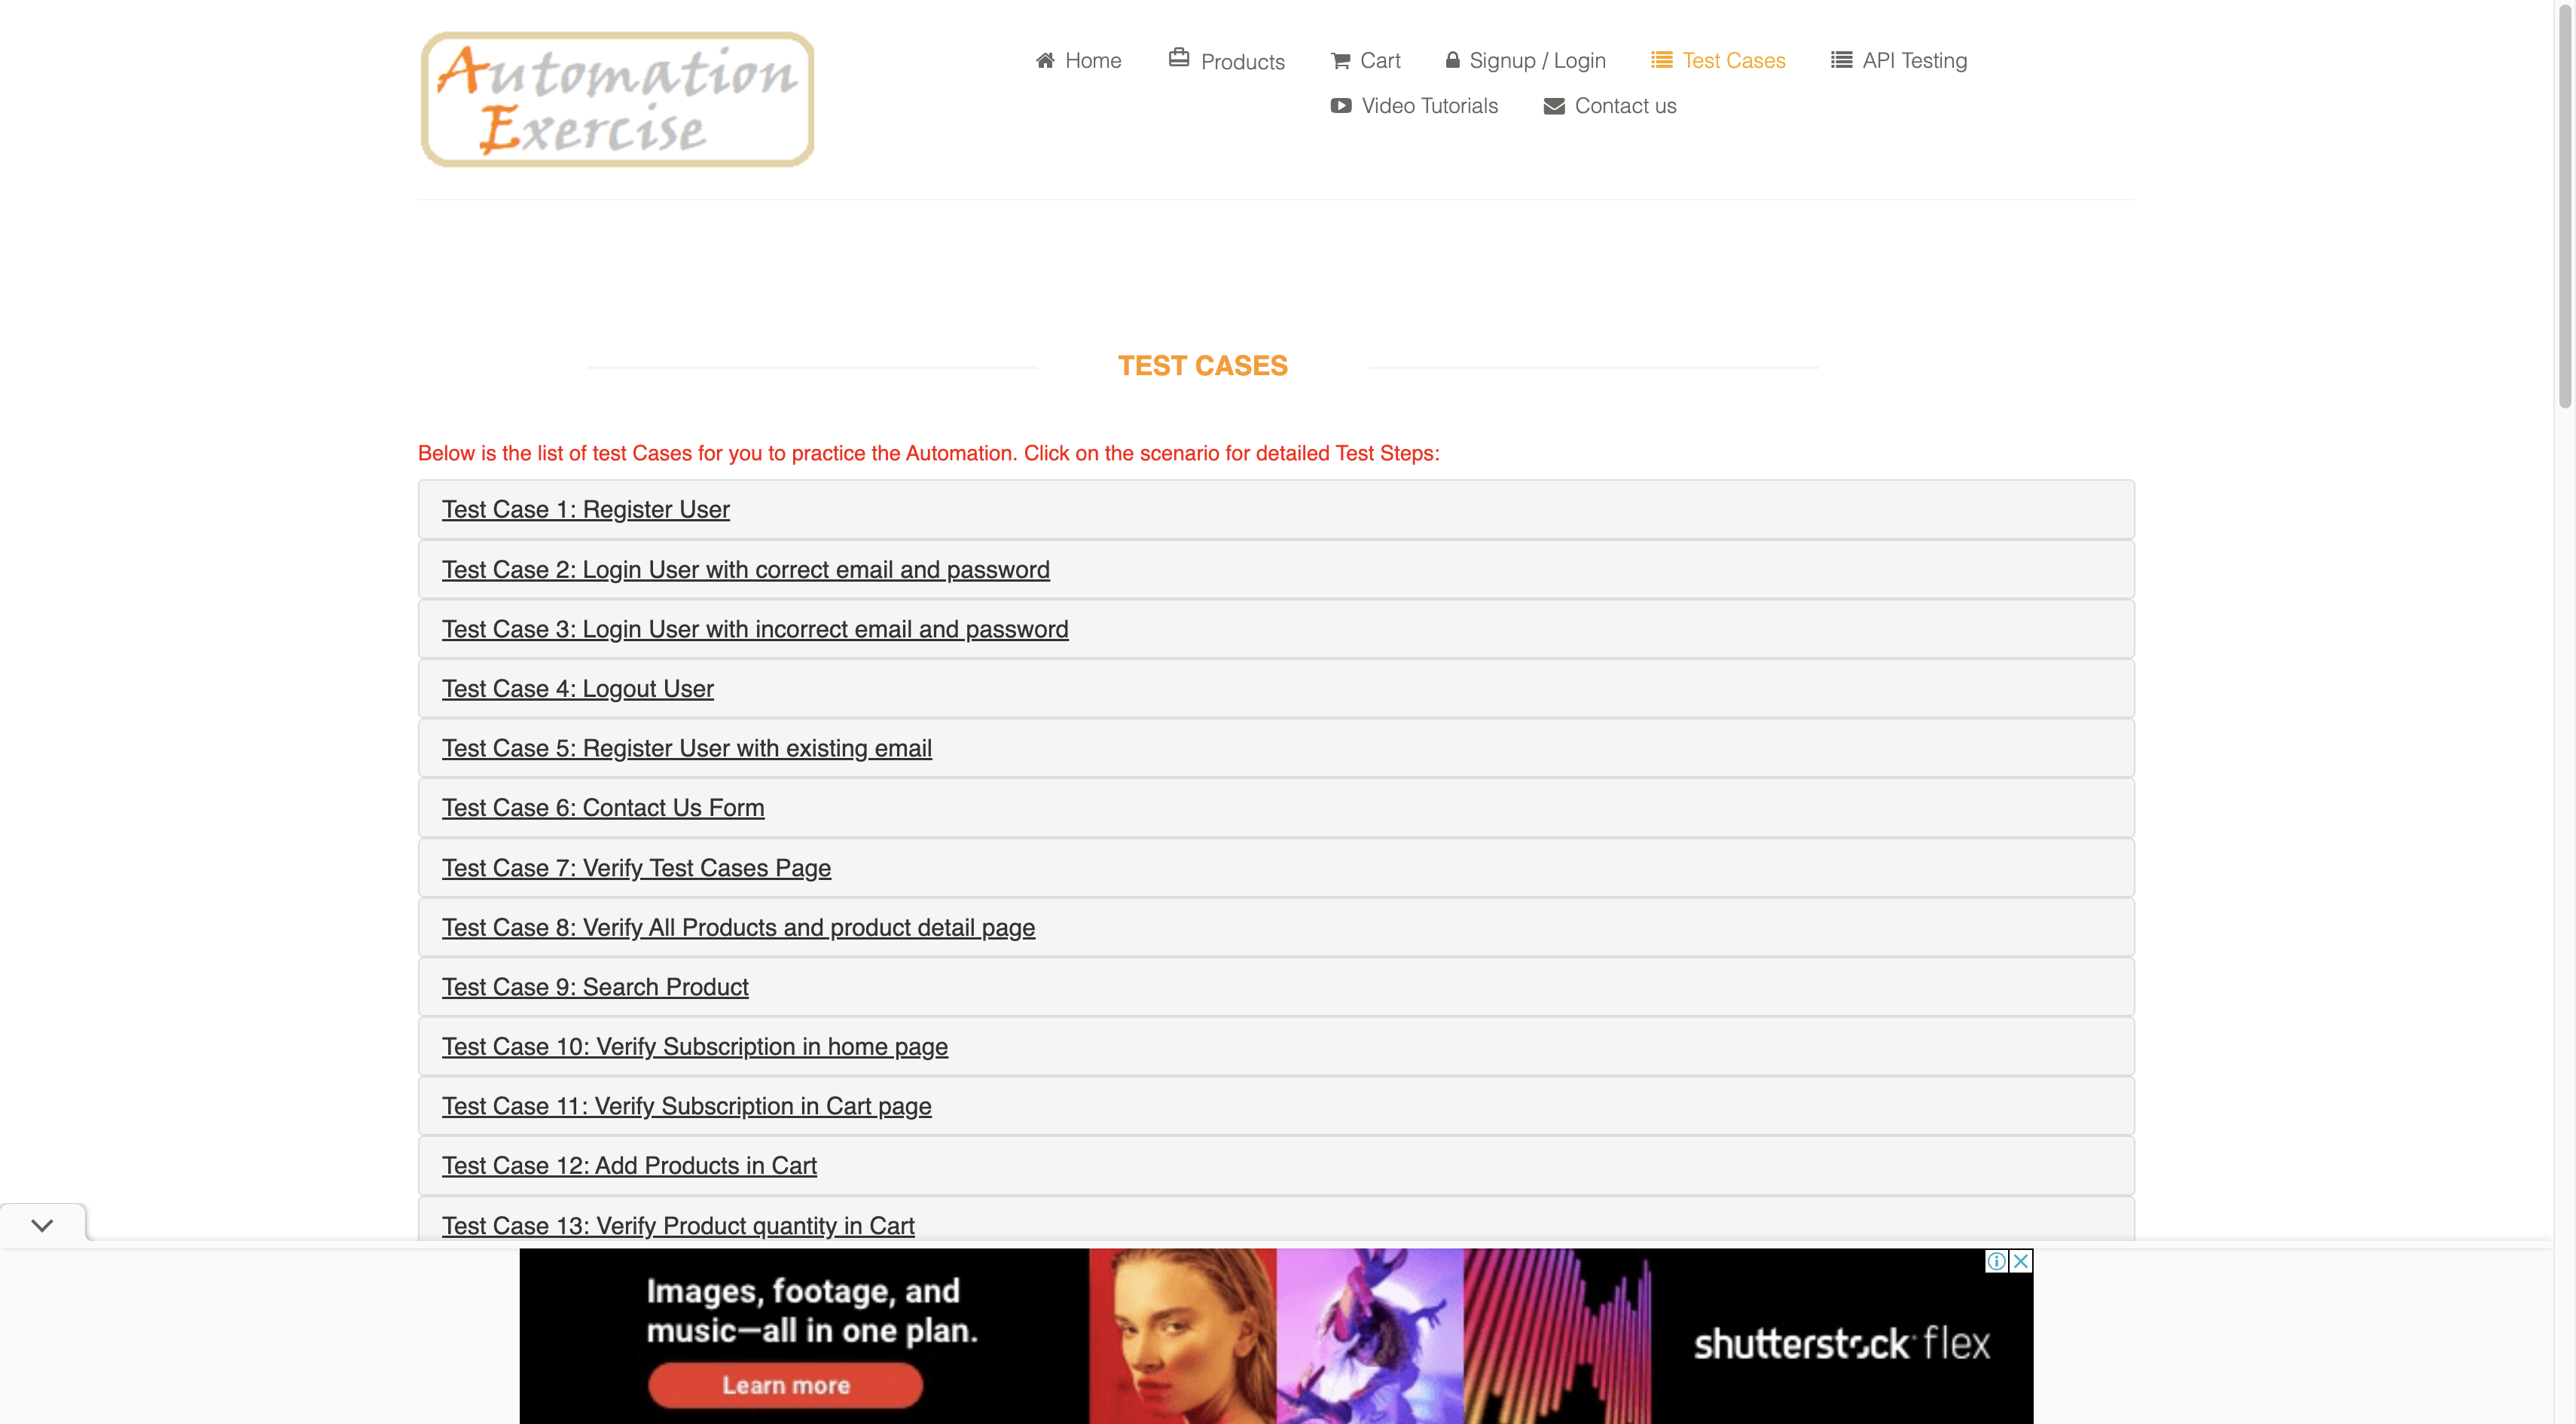 Automation
Exercise
Home Products Cart Signup / Login Test Cases API Testing
Video Tutorials Contact us
TEST CASES
Below is the list of test Cases for you to practice the Automation. Click on the scenario for detailed Test Steps:
Test Case 1: Register User
Test Case 2: Login User with correct email and password
Test Case 3: Login User with incorrect email and password
Test Case 4: Logout User
Test Case 5: Register User with existing email
Test Case 6: Contact Us Form
Test Case 7: Verify Test Cases Page
Test Case 8: Verify All Products and product detail page
Test Case 9: Search Product
Test Case 10: Verify Subscription in home page
Test Case 11: Verify Subscription in Cart page
Test Case 12: Add Products in Cart
Test Case 13: Verify Product quantity in Cart
Images, footage, and
music—all in one plan.
Learn more
shutterstock flex